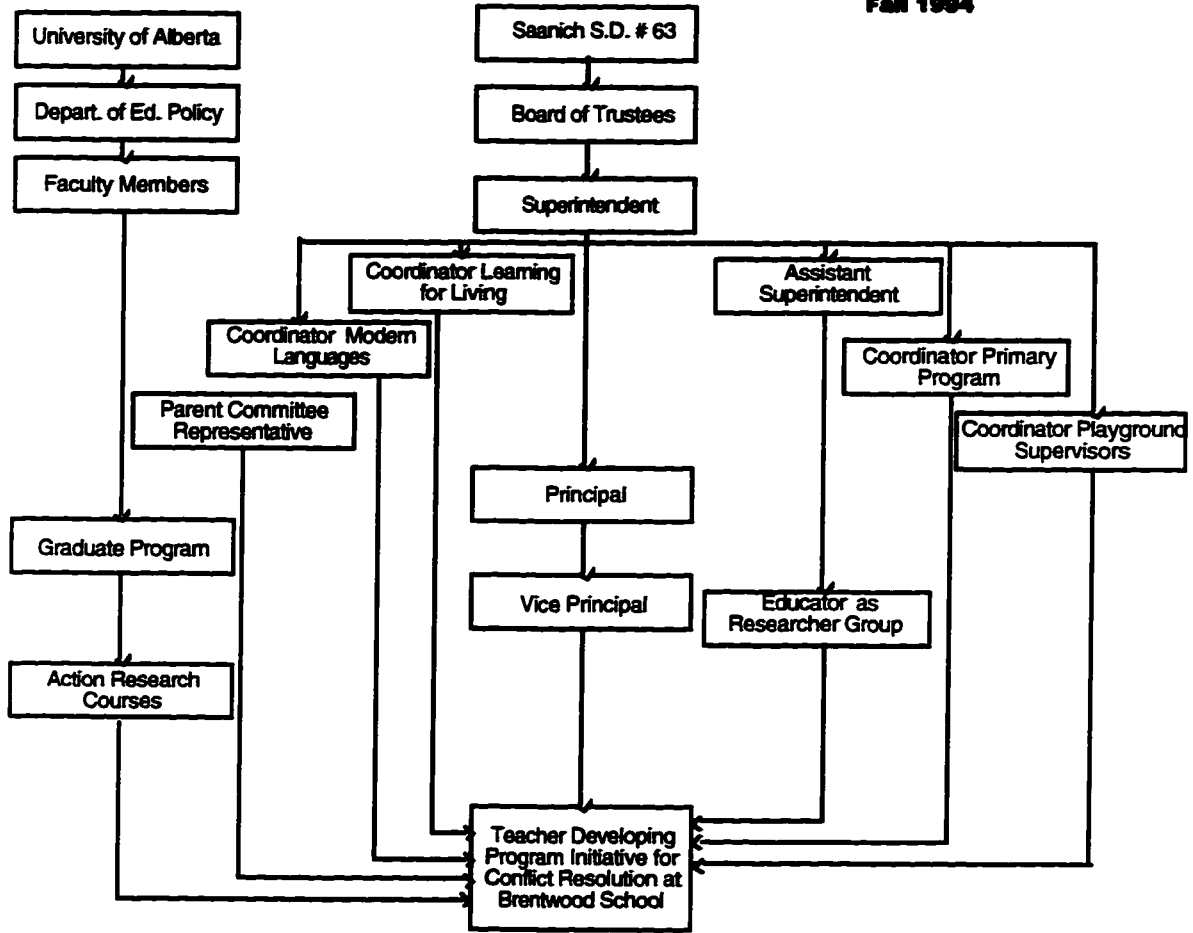 Fall 1994
University of Alberta
Saanich S.D. # 63
Depart. of Ed. Policy
Board of Trustees
Faculty Members
Superintendent
Coordinator Learning
for Living
Assistant
Superintendent
Coordinator Modern
Languages
Coordinator Primary
Program
Parent Committee
Representative
Coordinator Playground
Supervisors
Principal
Graduate Program
Vice Principal
Educator as
Researcher Group
Action Research
Courses
Teacher Developing
Program Initiative for
Conflict Resolution at
Brentwood School